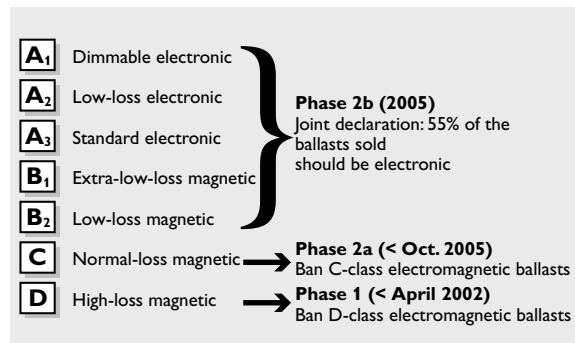 A1 Dimmable electronic
A2 Low-loss electronic
A3 Standard electronic
B1 Extra-low-loss magnetic
B2 Low-loss magnetic
Phase 2b (2005)
Joint declaration: 55% of the
ballasts sold
should be electronic
C Normal-loss magnetic
Phase 2a (< Oct. 2005)
Ban C-class electromagnetic ballasts
D High-loss magnetic
Phase 1 (< April 2002)
Ban D-class electromagnetic ballasts